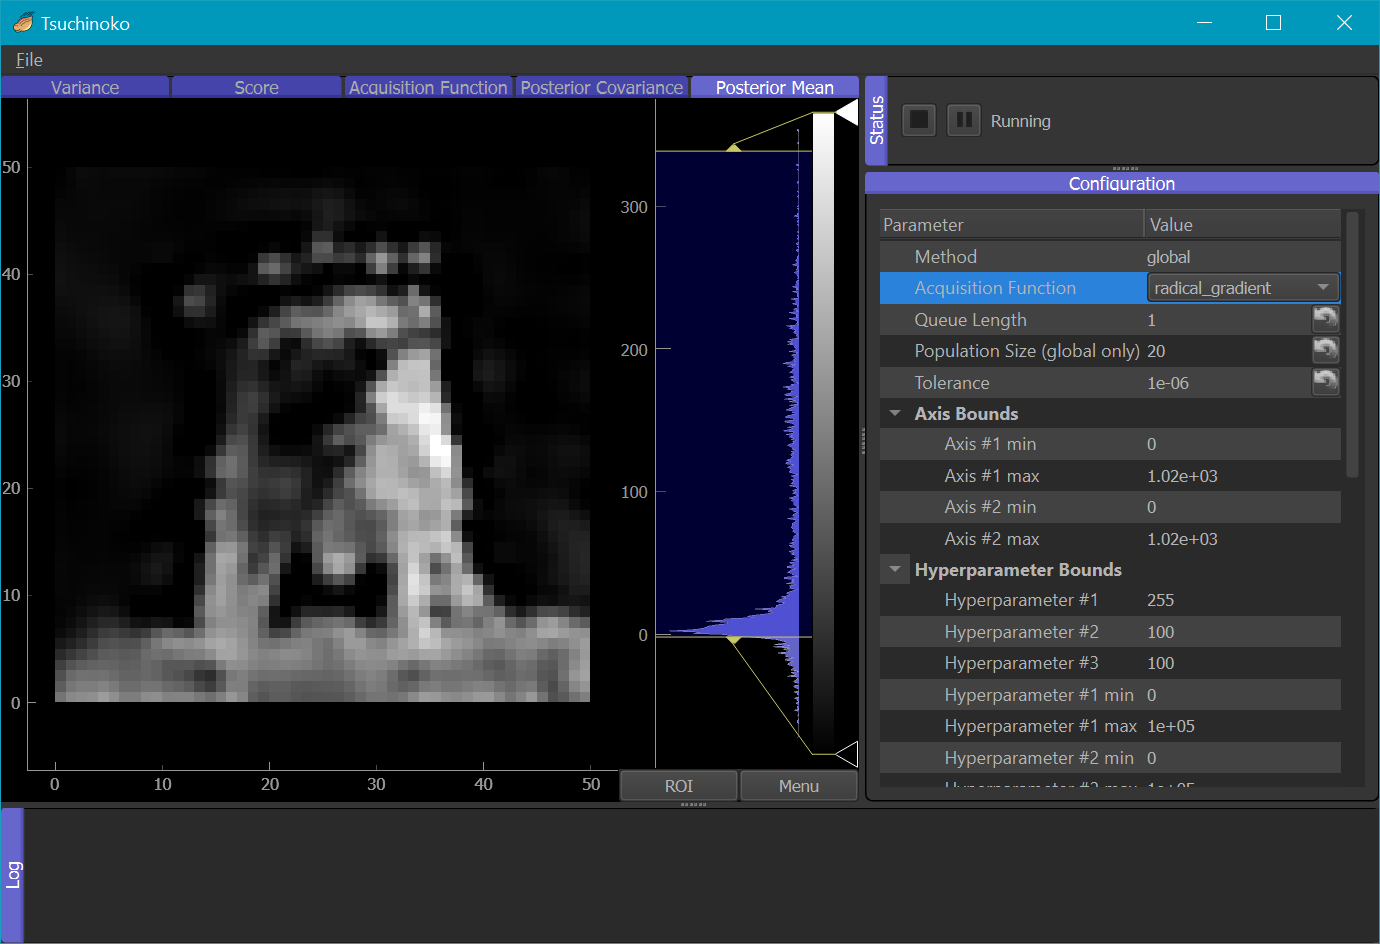 Tsuchinoko
File
Variance Score Acquisition Function Posterior Covariance Posterior Mean
50
40
30
20
10
0
0 10 20 30 40 50
300
200
100
0
ROI Menu
Status
Running
Configuration
Parameter Value
Method global
Acquisition Function radical_gradient
Queue Length 1
Population Size (global only) 20
Tolerance 1e-06
Axis Bounds
Axis #1 min 0
Axis #1 max 1.02e+03
Axis #2 min 0
Axis #2 max 1.02e+03
Hyperparameter Bounds
Hyperparameter #1 255
Hyperparameter #2 100
Hyperparameter #3 100
Hyperparameter #1 min 0
Hyperparameter #1 max 1e+05
Hyperparameter #2 min 0
Hyperparameter #2 max 1e+05
Log